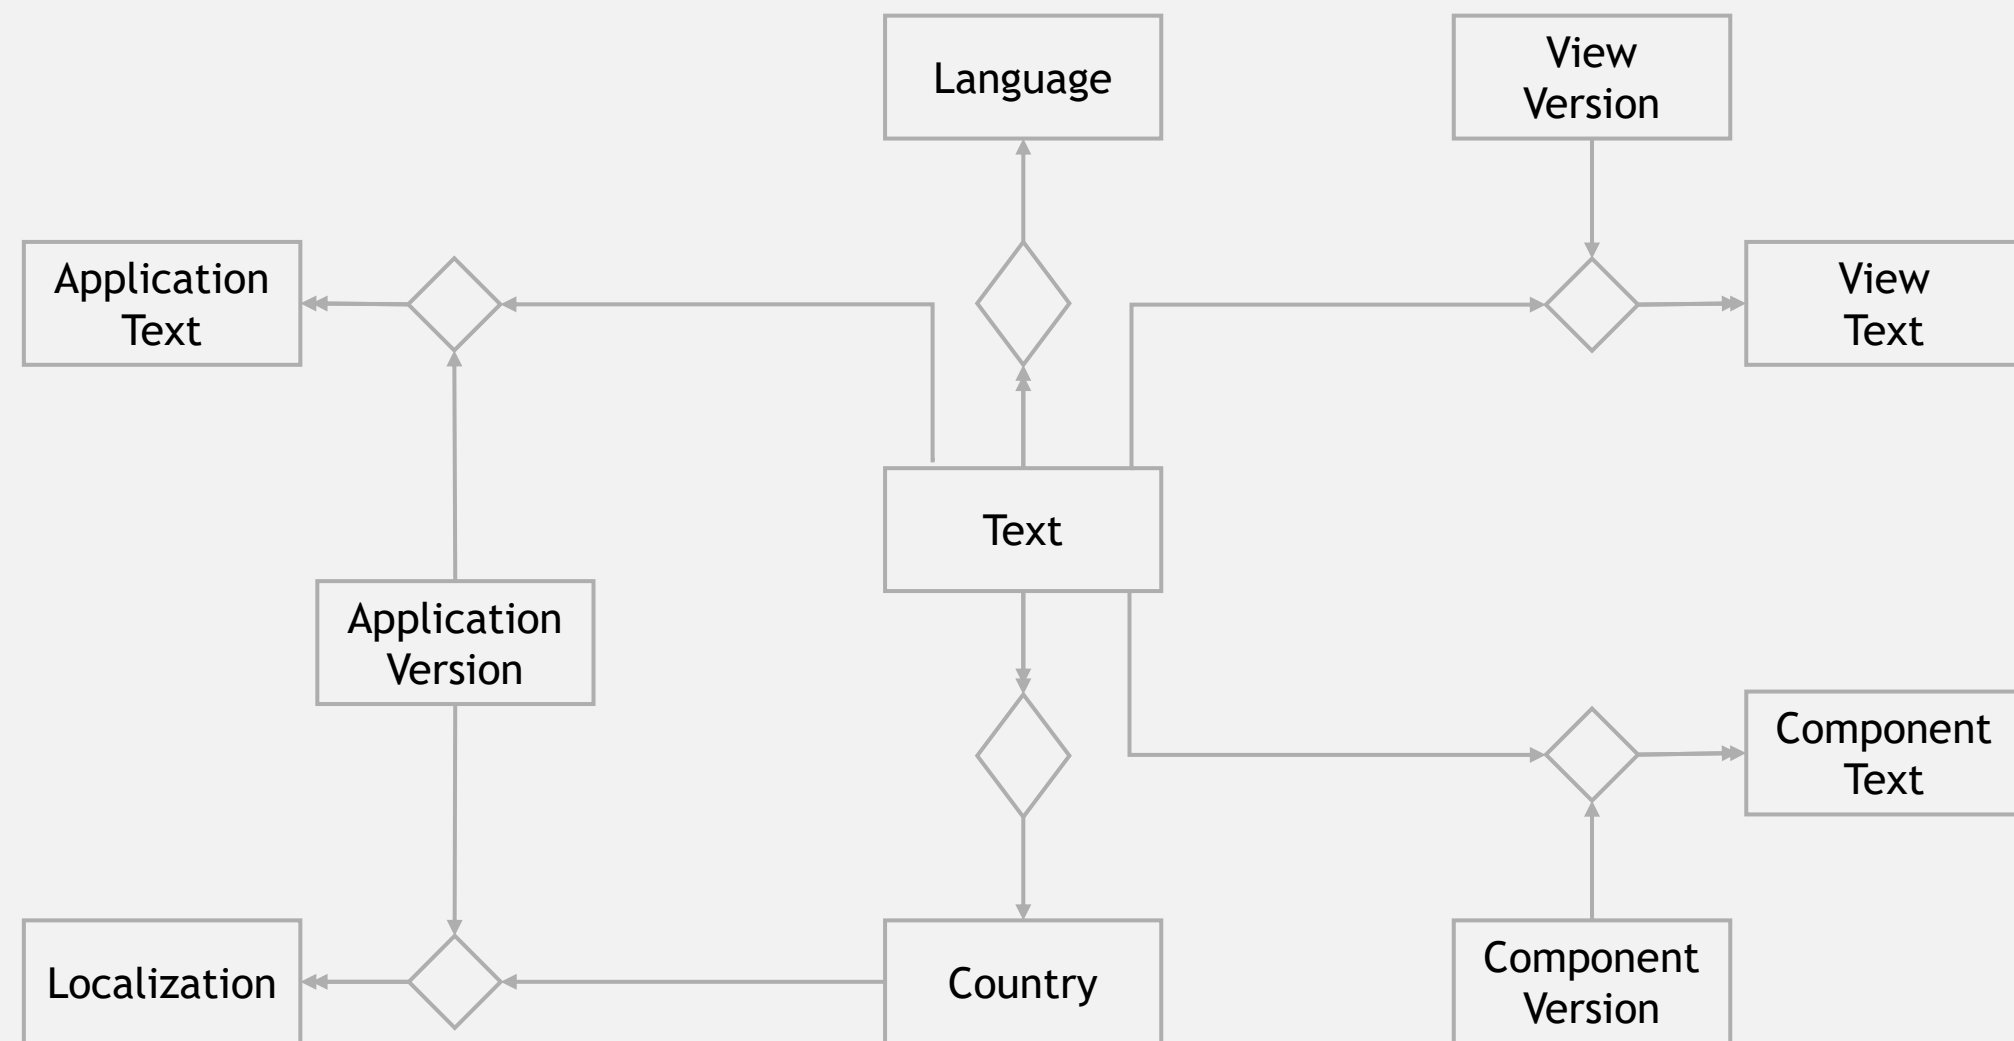 Language
View
Version
Application
Text
View
Text
Text
Application
Version
Component
Text
Localization
Country
Component
Version